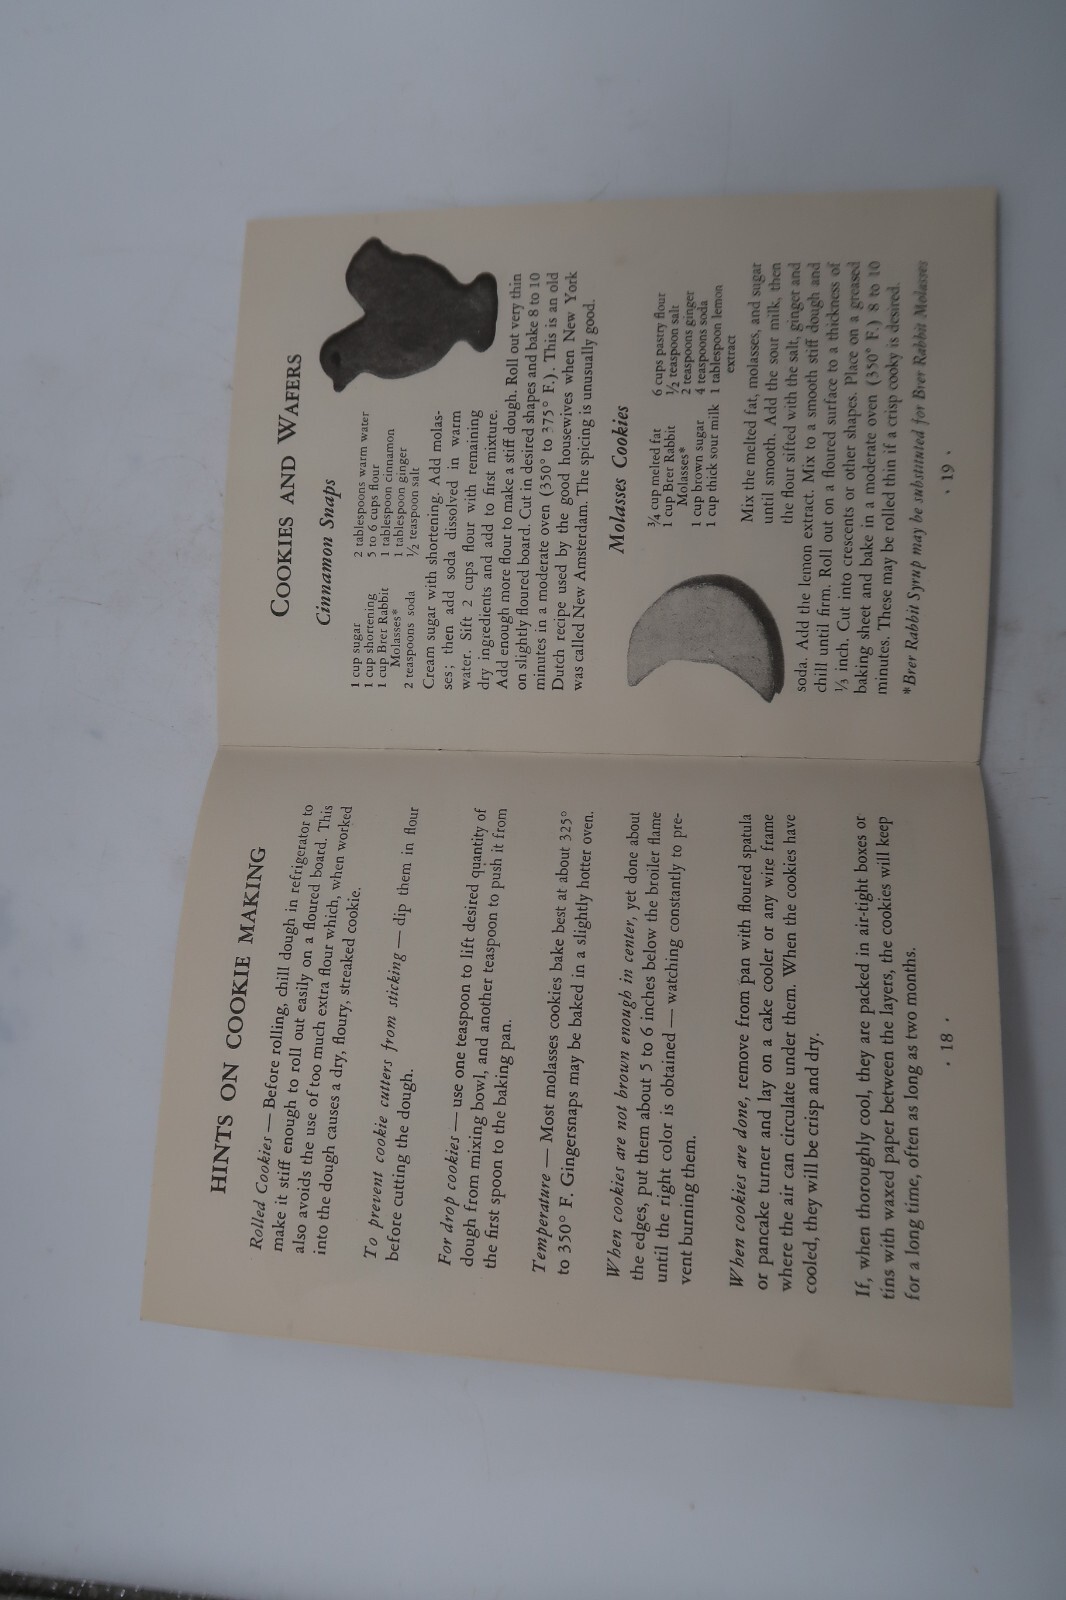 HINTS ON COOKIE MAKING
Rolled Cookies — Before rolling, chill dough in refrigerator to
make it stiff enough to roll out easily on a floured board. This
also avoids the use of too much extra flour which, when worked
into the dough causes a dry, floury, streaked cookie.
To prevent cookie cutters from sticking — dip them in flour
before cutting the dough.
For drop cookies — use one teaspoon to lift desired quantity of
dough from mixing bowl, and another teaspoon to push it from
the first spoon to the baking pan.
Temperature — Most molasses cookies bake best at about 325°
to 350° F. Gingersnaps may be baked in a slightly hotter oven.
When cookies are not brown enough in center, yet done about
the edges, put them about 5 to 6 inches below the broiler flame
until the right color is obtained — watching constantly to pre-
vent burning them.
When cookies are done, remove from pan with floured spatula
or pancake turner and lay on a cake cooler or any wire frame
where the air can circulate under them. When the cookies have
cooled, they will be crisp and dry.
If, when thoroughly cool, they are packed in air-tight boxes or
tins with waxed paper between the layers, the cookies will keep
for a long time, often as long as two months.
· 18 ·
COOKIES AND WAFERS
Cinnamon Snaps
1 cup sugar
1 cup shortening
1 cup Brer Rabbit
Molasses*
2 teaspoons soda
2 tablespoons warm water
5 to 6 cups flour
1 tablespoon cinnamon
1 tablespoon ginger
½ teaspoon salt
Cream sugar with shortening. Add molas-
ses; then add soda dissolved in warm
water. Sift 2 cups flour with remaining
dry ingredients and add to first mixture.
Add enough more flour to make a stiff dough. Roll out very thin
on slightly floured board. Cut in desired shapes and bake 8 to 10
minutes in a moderate oven (350° to 375° F.). This is an old
Dutch recipe used by the good housewives when New York
was called New Amsterdam. The spicing is unusually good.
Molasses Cookies
¾ cup melted fat
1 cup Brer Rabbit
Molasses*
1 cup brown sugar
1 cup thick sour milk
6 cups pastry flour
½ teaspoon salt
2 teaspoons ginger
4 teaspoons soda
1 tablespoon lemon
extract
Mix the melted fat, molasses, and sugar
until smooth. Add the sour milk, then
the flour sifted with the salt, ginger and
soda. Add the lemon extract. Mix to a smooth stiff dough and
chill until firm. Roll out on a floured surface to a thickness of
⅓ inch. Cut into crescents or other shapes. Place on a greased
baking sheet and bake in a moderate oven (350° F.) 8 to 10
minutes. These may be rolled thin if a crisp cooky is desired.
*Brer Rabbit Syrup may be substituted for Brer Rabbit Molasses
· 19 ·